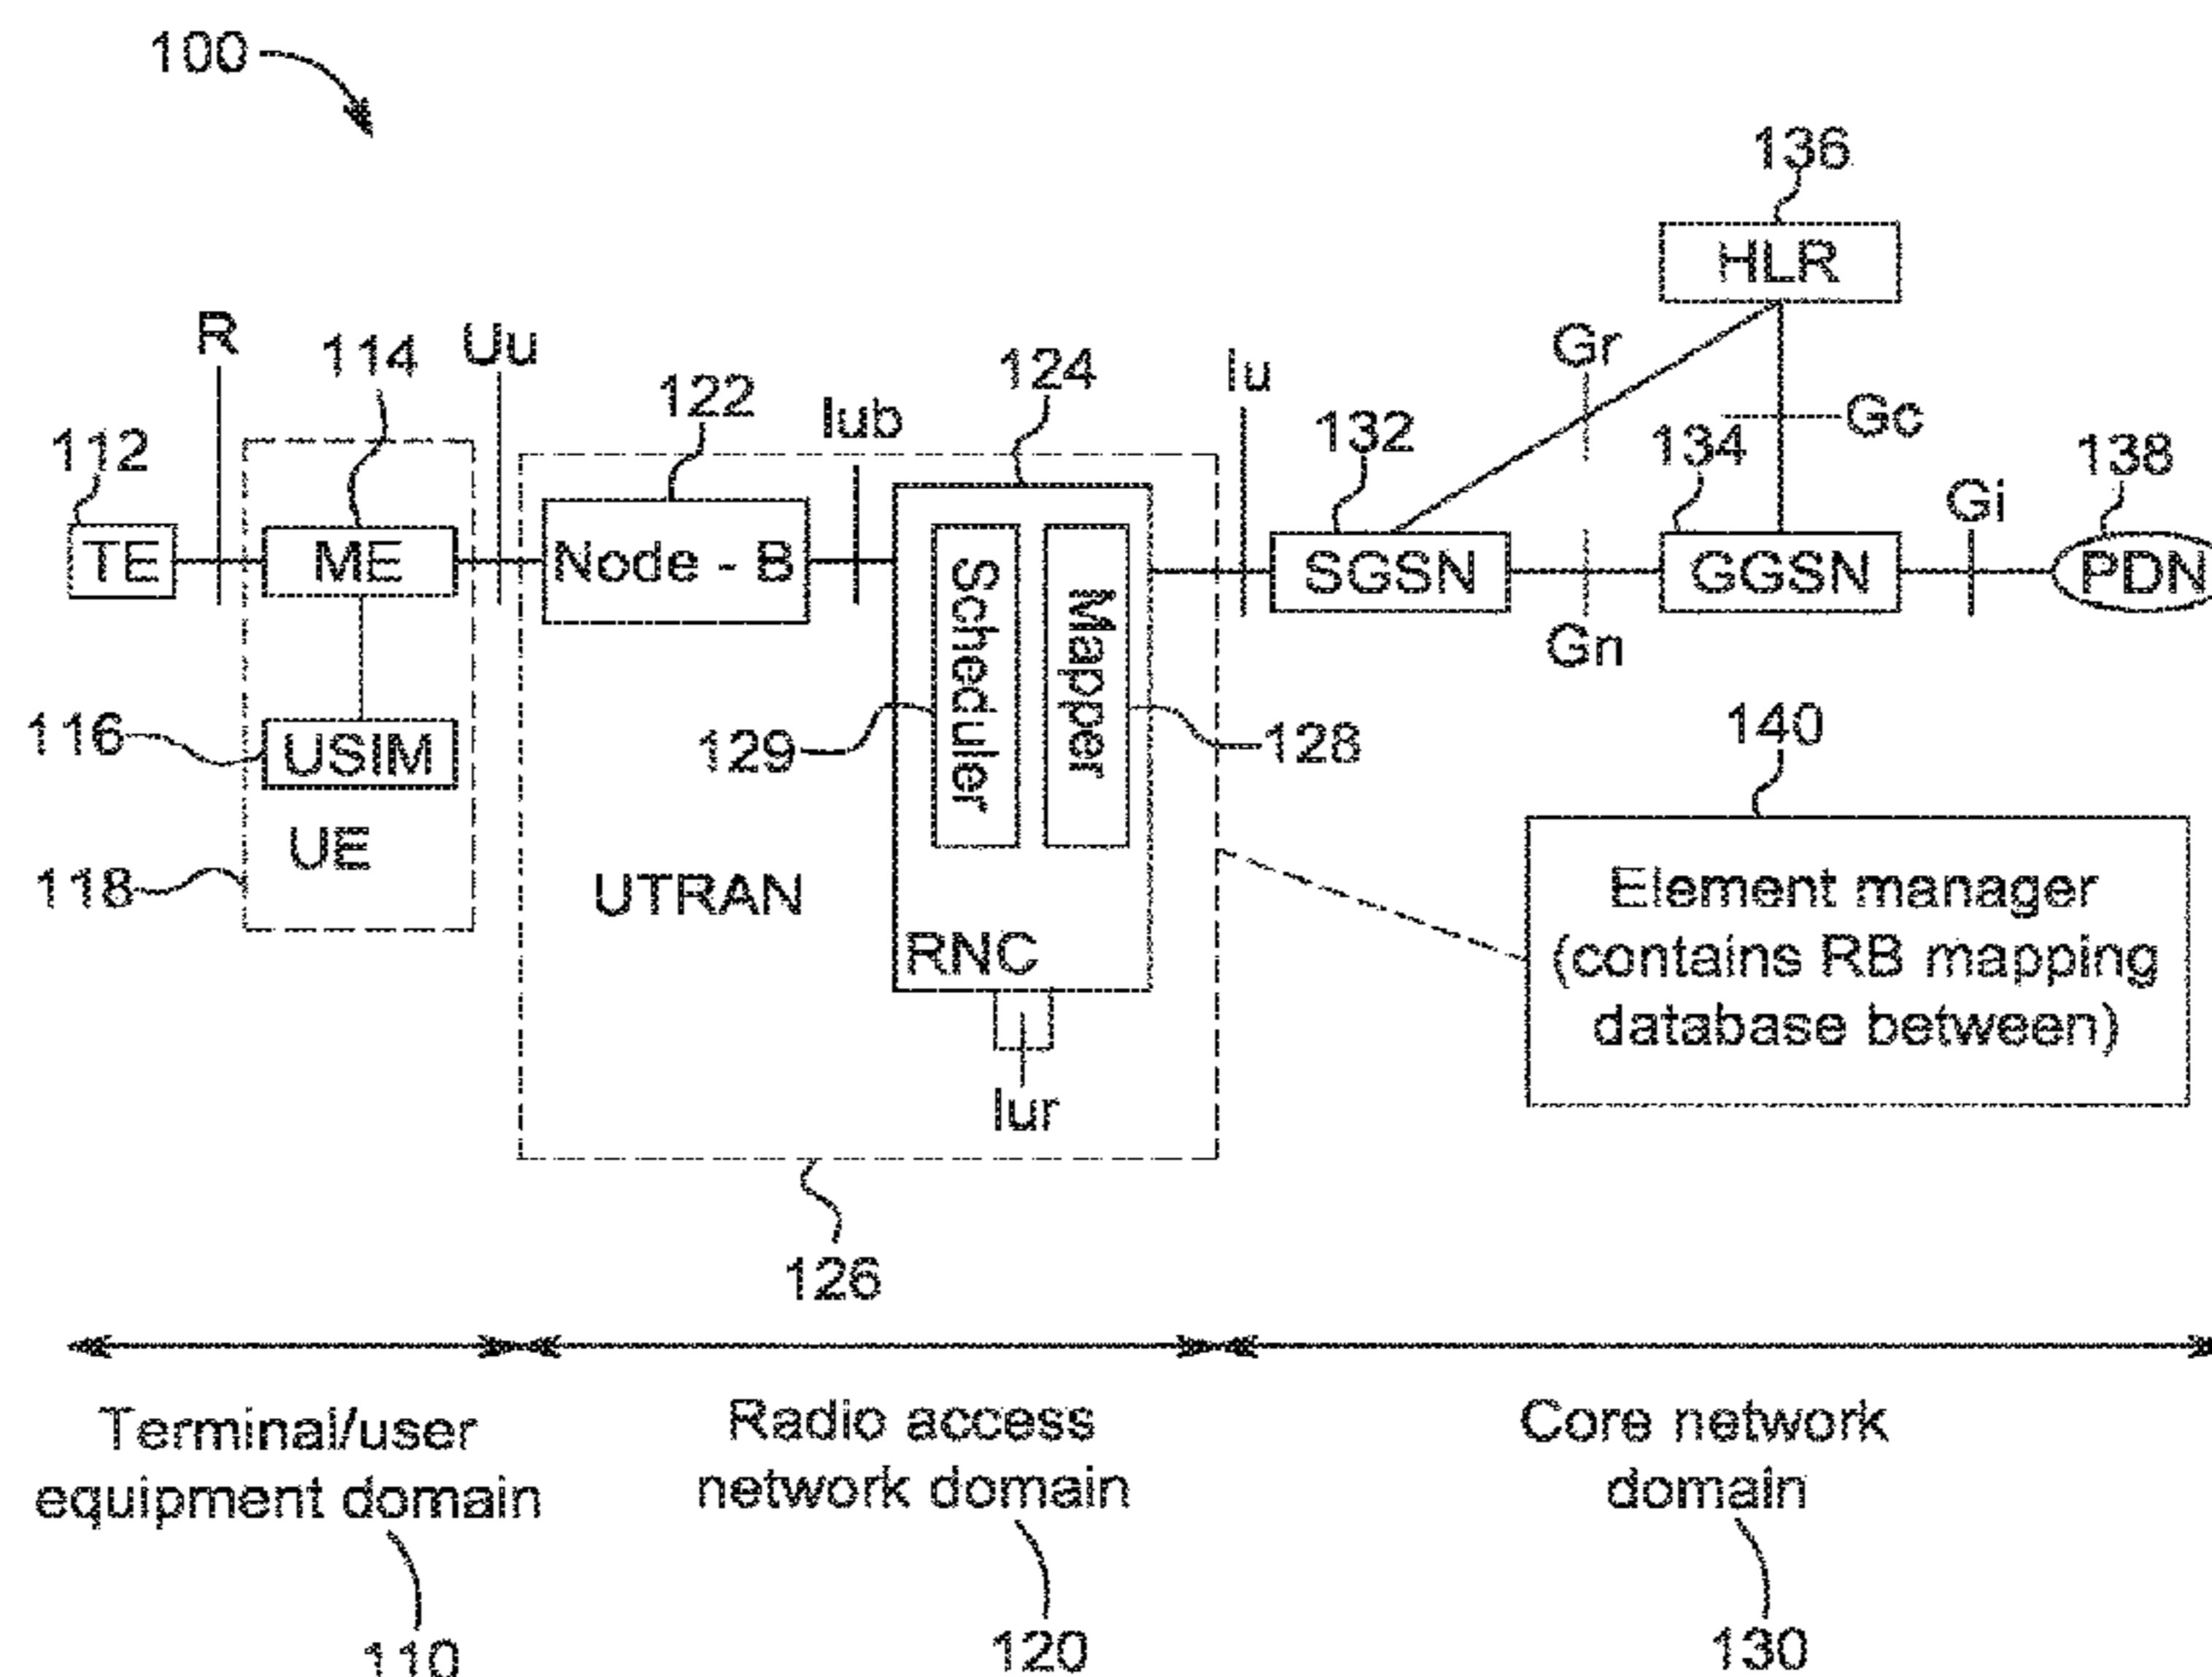 100
136
HLR
R
114
Uu
122
Iub
124
Iu
Gr
Gc
112
132
134
138
Gi
TE
ME
Node - B
Scheduler
Mapper
SGSN
GGSN
PDN
Gn
116
USIM
129
128
140
UE
118
UTRAN
RNC
Element manager
(contains RB mapping
database between)
Iur
126
Terminal/user
equipment domain
Radio access
network domain
Core network
domain
110
120
130